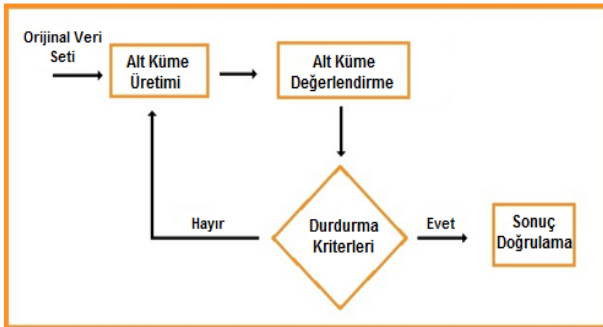 Orijinal Veri
Seti
Alt Küme
Üretimi
Alt Küme
Değerlendirme
Durdurma
Kriterleri
Hayır
Evet
Sonuç
Doğrulama